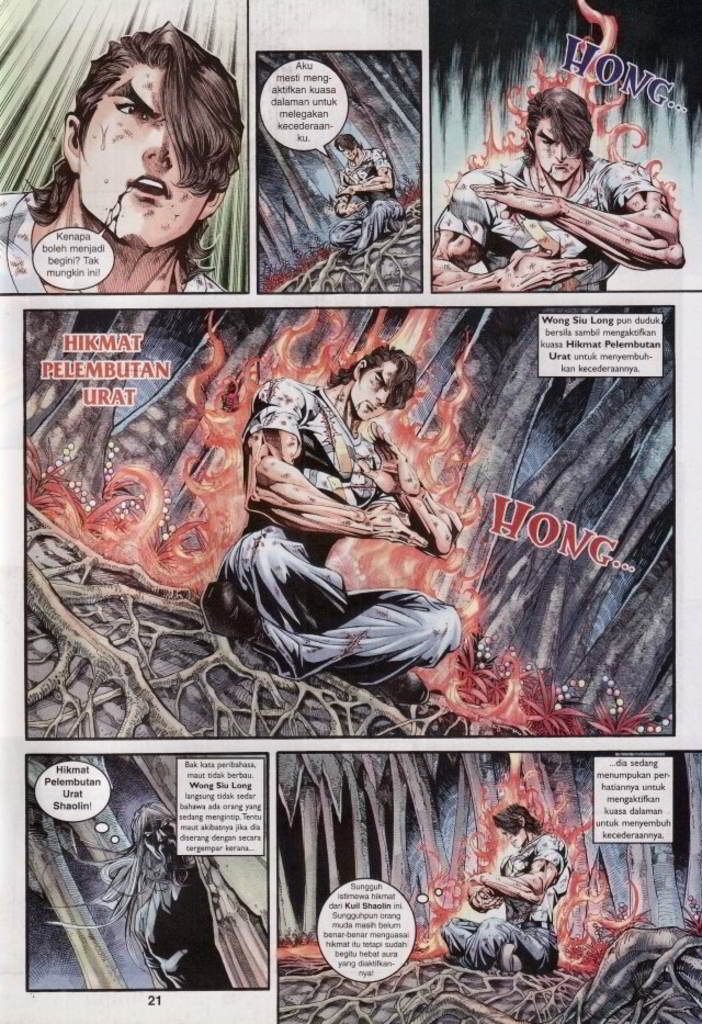 Kenapa
boleh menjadi
begini? Tak
mungkin ini!
Aku
mesti meng-
aktifkan kuasa
dalaman untuk
melegakan
kecederaan-
ku.
HONG...
HIKMAT
PELEMBUTAN
URAT
Wong Siu Long pun duduk
bersila sambil mengaktifkan
kuasa Hikmat Pelembutan
Urat untuk menyembuh-
kan kecederaannya.
HONG...
Hikmat
Pelembutan
Urat
Shaolin!
Bak kata peribahasa,
maut tidak berbau.
Wong Siu Long
langsung tidak sedar
bahawa ada orang yang
sedang mengintip. Tentu
maut akibatnya jika dia
diserang dengan secara
tergempar kerana...
...dia sedang
menumpukan per-
hatiannya untuk
mengaktifkan
kuasa dalaman
untuk menyembuh
kecederaannya.
Sungguh
istimewa hikmat
dari Kuil Shaolin ini.
Sungguhpun orang
muda masih belum
benar-benar menguasai
hikmat itu tetapi sudah
begitu hebat aura
yang diaktifkan-
nya!
21